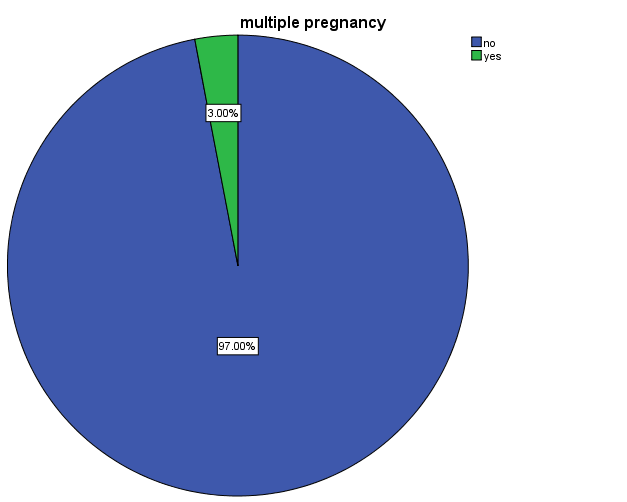 multiple pregnancy
no
yes
3.00%
97.00%